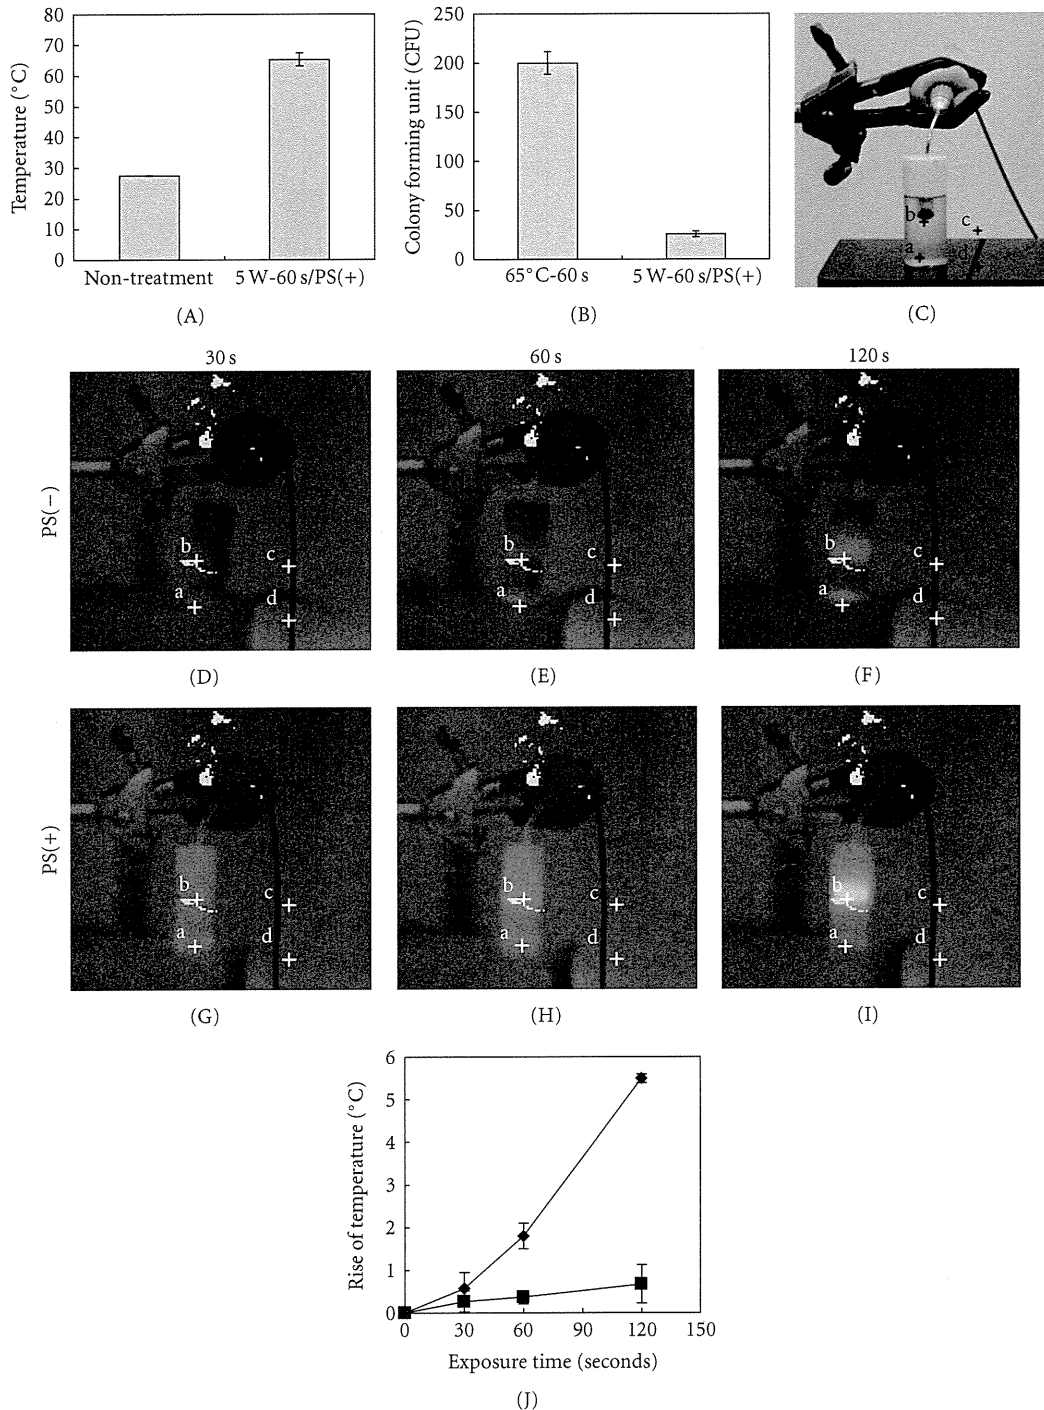 80
70
60
50
40
30
20
10
0
Temperature (°C)
Non-treatment
5 W-60 s/PS(+)
(A)
250
200
150
100
50
0
Colony forming unit (CFU)
65°C-60 s
5 W-60 s/PS(+)
(B)
b
c
a
d
(C)
30 s
60 s
120 s
PS(−)
b
c
a
d
b
c
a
d
b
c
a
d
(D)
(E)
(F)
PS(+)
b
c
a
d
b
c
a
d
b
c
a
d
(G)
(H)
(I)
6
5
4
3
2
1
0
Rise of temperature (°C)
0
30
60
90
120
150
Exposure time (seconds)
(J)